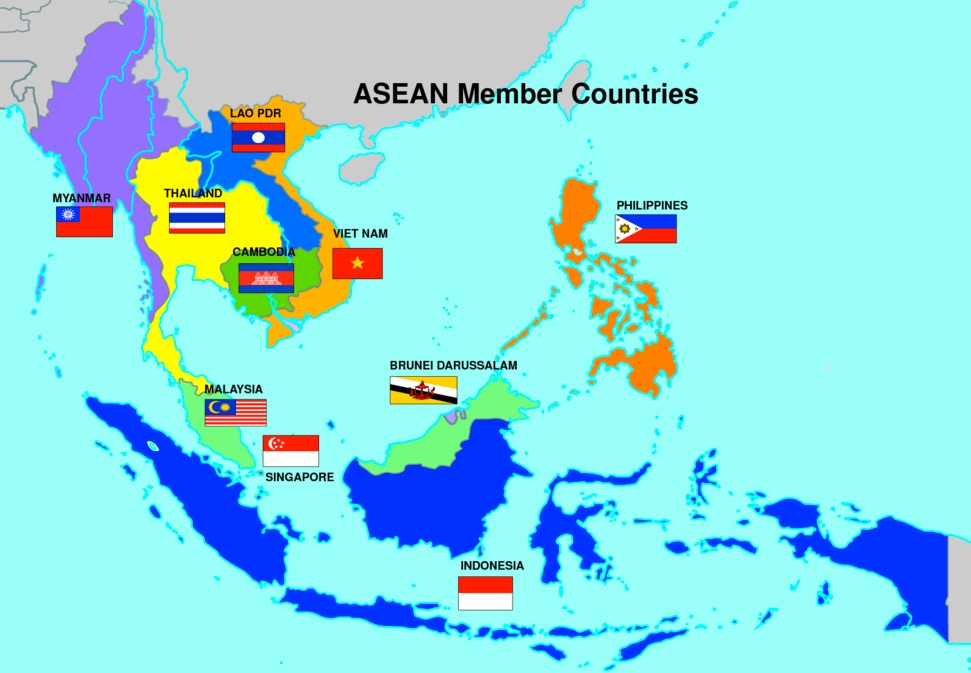 ASEAN Member Countries
LAO PDR
MYANMAR
THAILAND
PHILIPPINES
VIET NAM
CAMBODIA
BRUNEI DARUSSALAM
MALAYSIA
SINGAPORE
INDONESIA